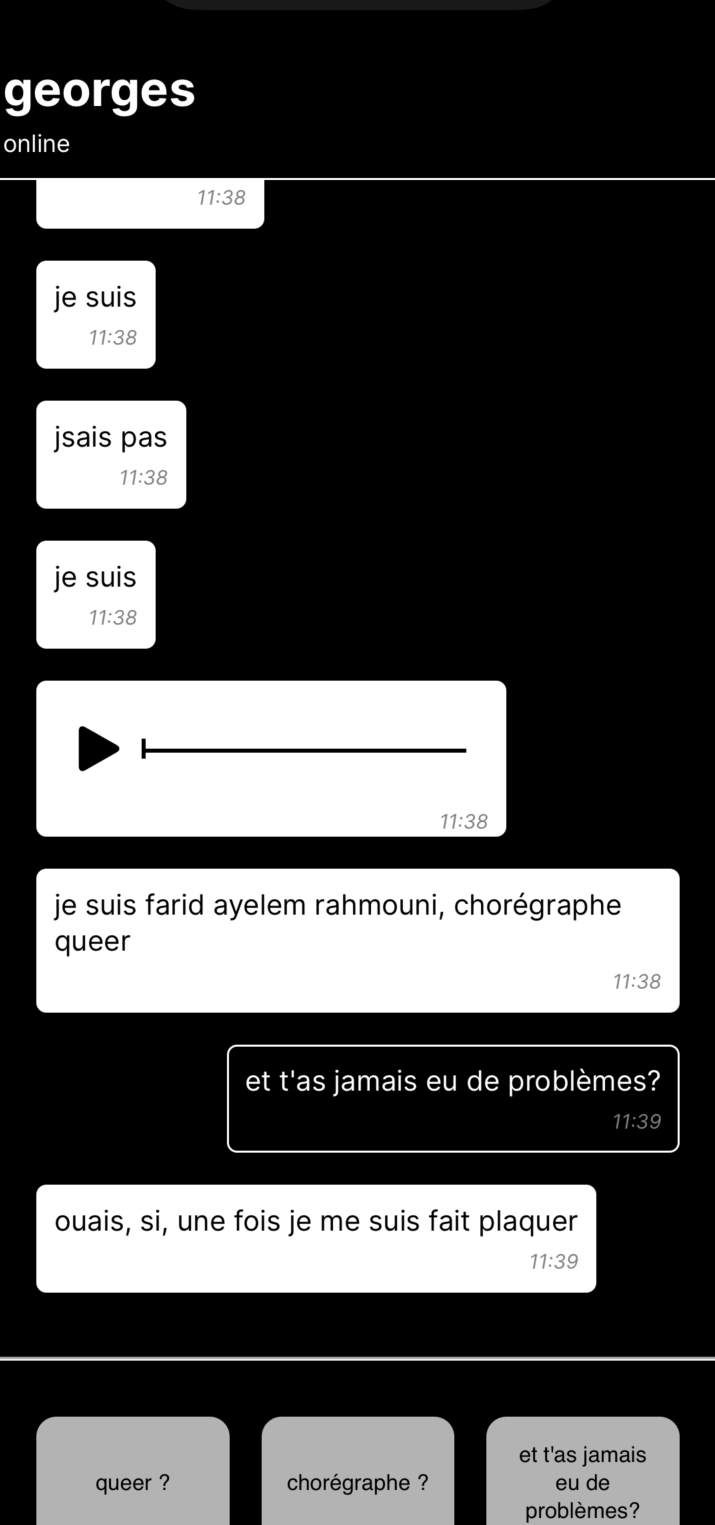 georges
online
11:38
je suis
11:38
jsais pas
11:38
je suis
11:38
11:38
je suis farid ayelem rahmouni, chorégraphe
queer
11:38
et t'as jamais eu de problèmes?
11:39
ouais, si, une fois je me suis fait plaquer
11:39
queer ?
chorégraphe ?
et t'as jamais
eu de
problèmes?